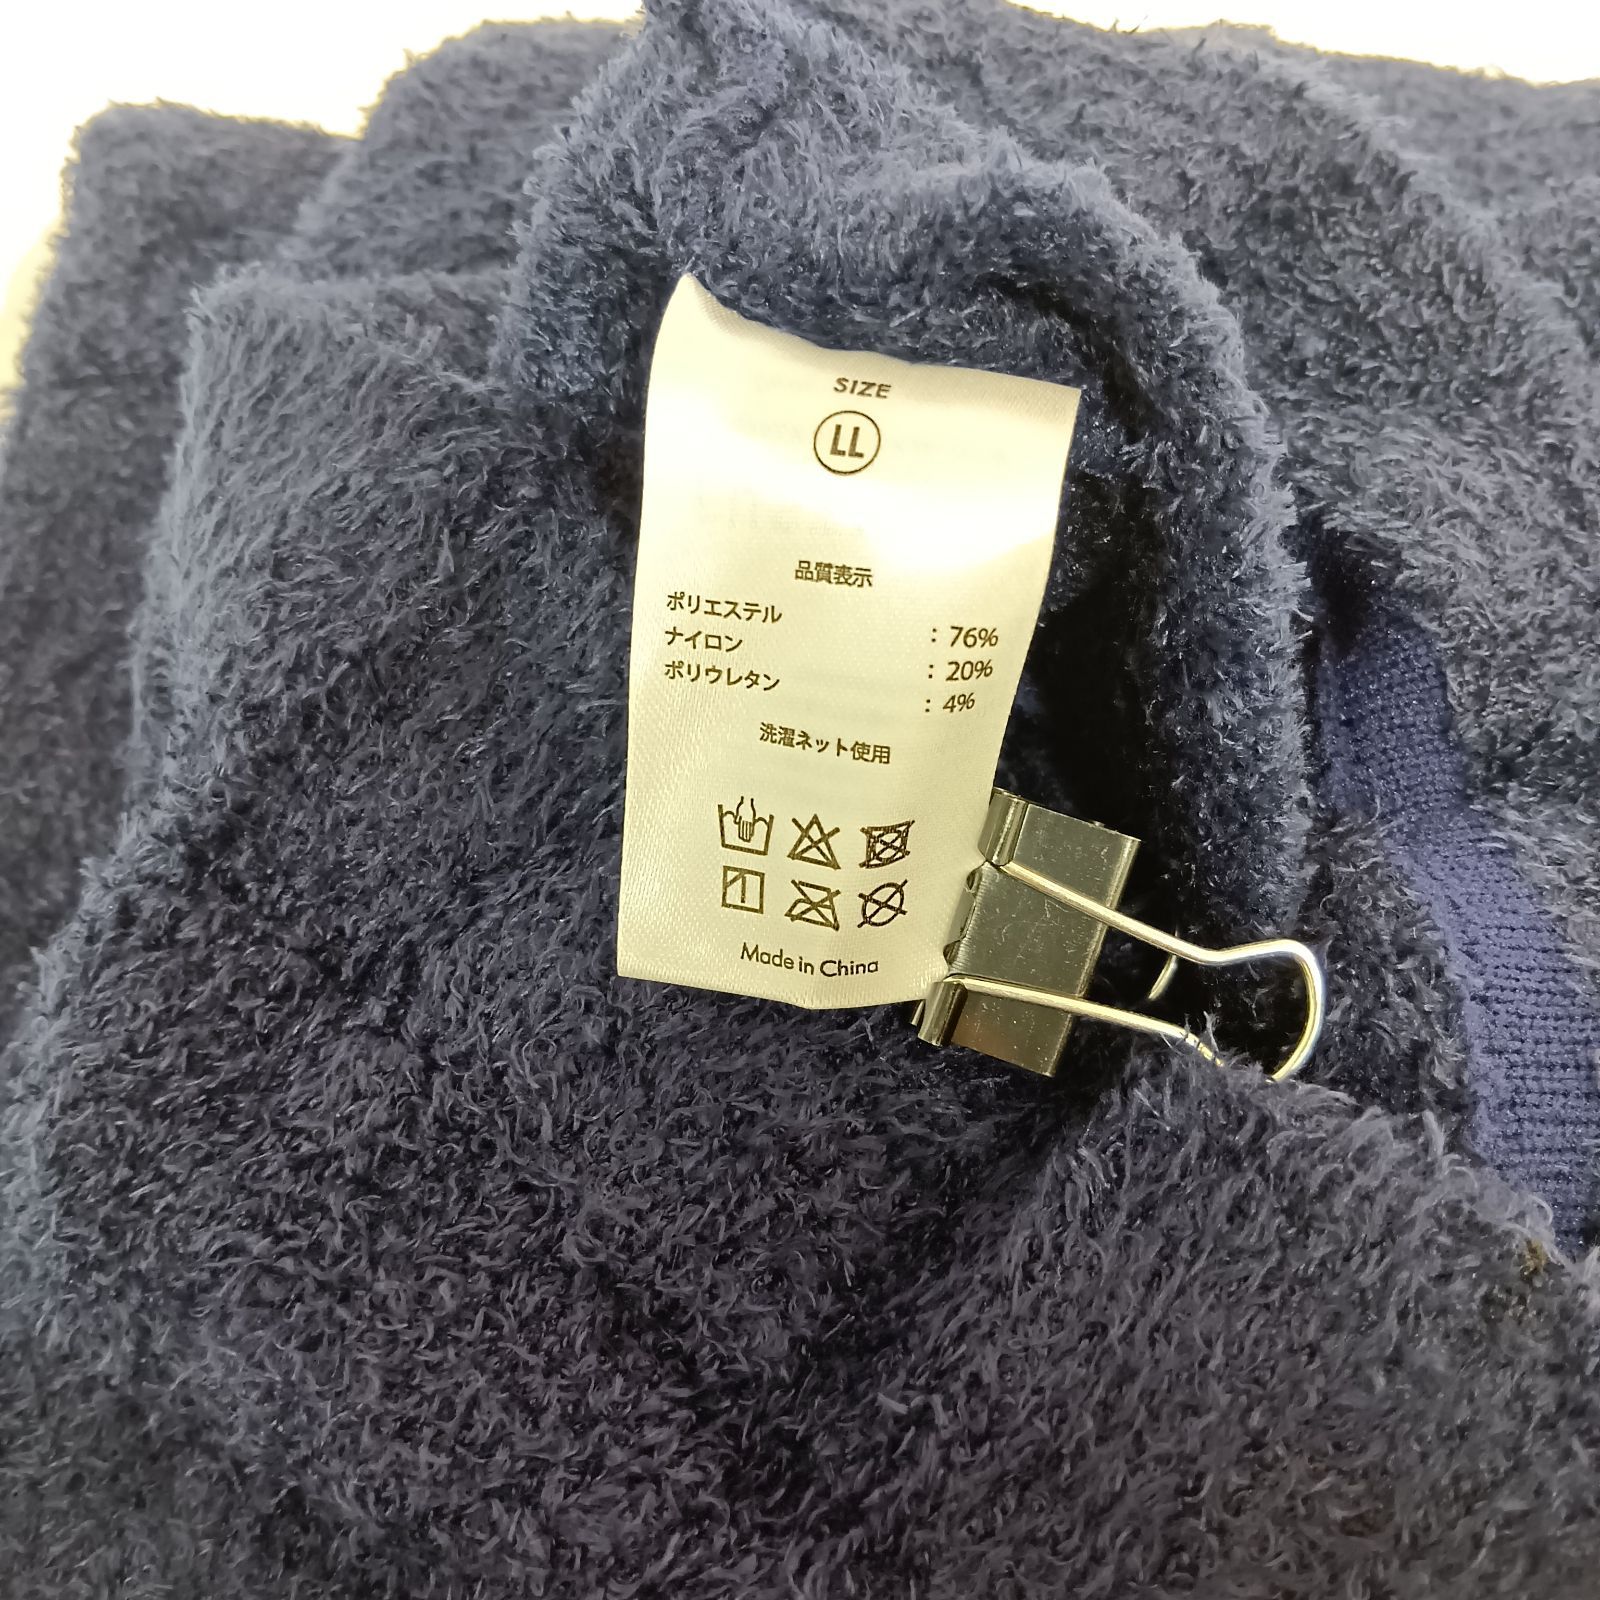 SIZE
LL
品質表示
ポリエステル : 76%
ナイロン : 20%
ポリウレタン : 4%
洗濯ネット使用
Made in China